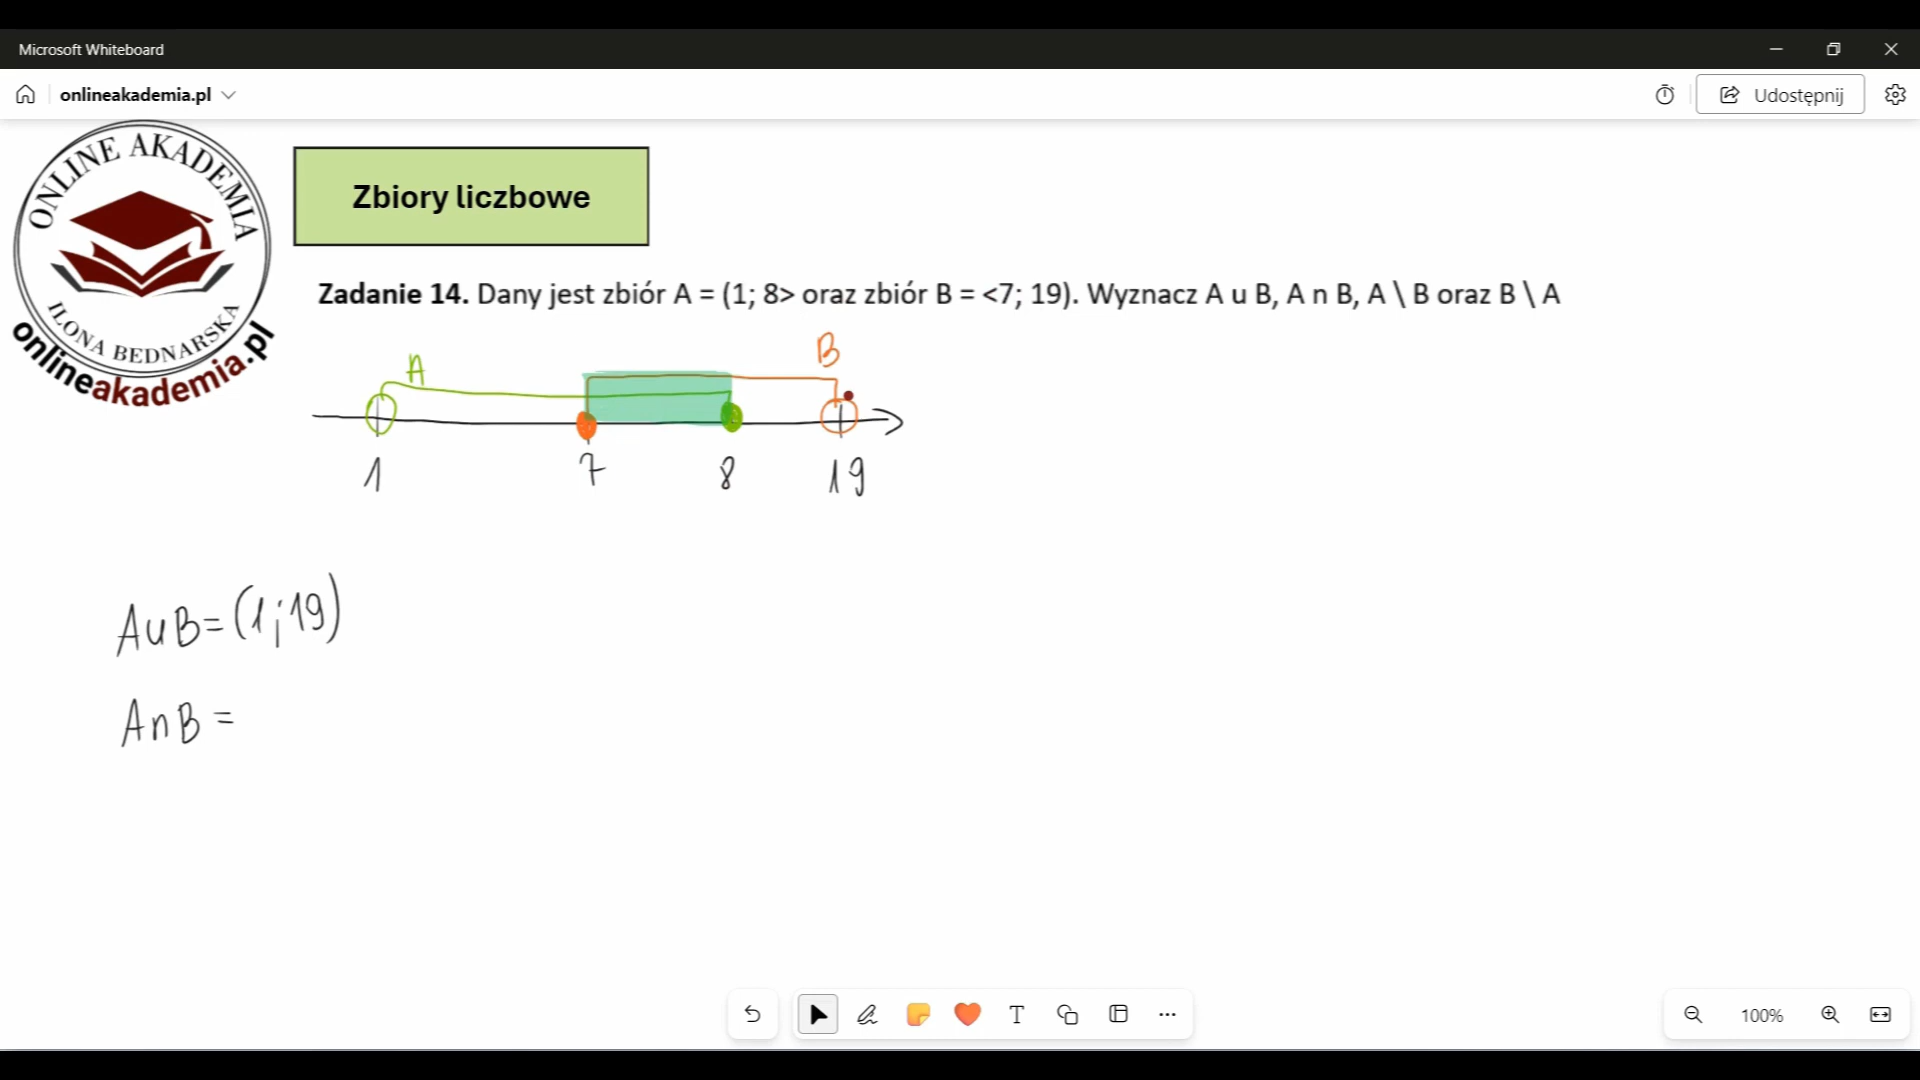 Microsoft Whiteboard
onlineakademia.pl
Udostępnij
ONLINE AKADEMIA
ILONA BEDNARSKA
onlineakademia.pl
Zbiory liczbowe
Zadanie 14. Dany jest zbiór A = (1; 8> oraz zbiór B = <7; 19). Wyznacz A u B, A n B, A \ B oraz B \ A
A
B
1 7 8 19
AuB=(1;19)
AnB =
T
100%